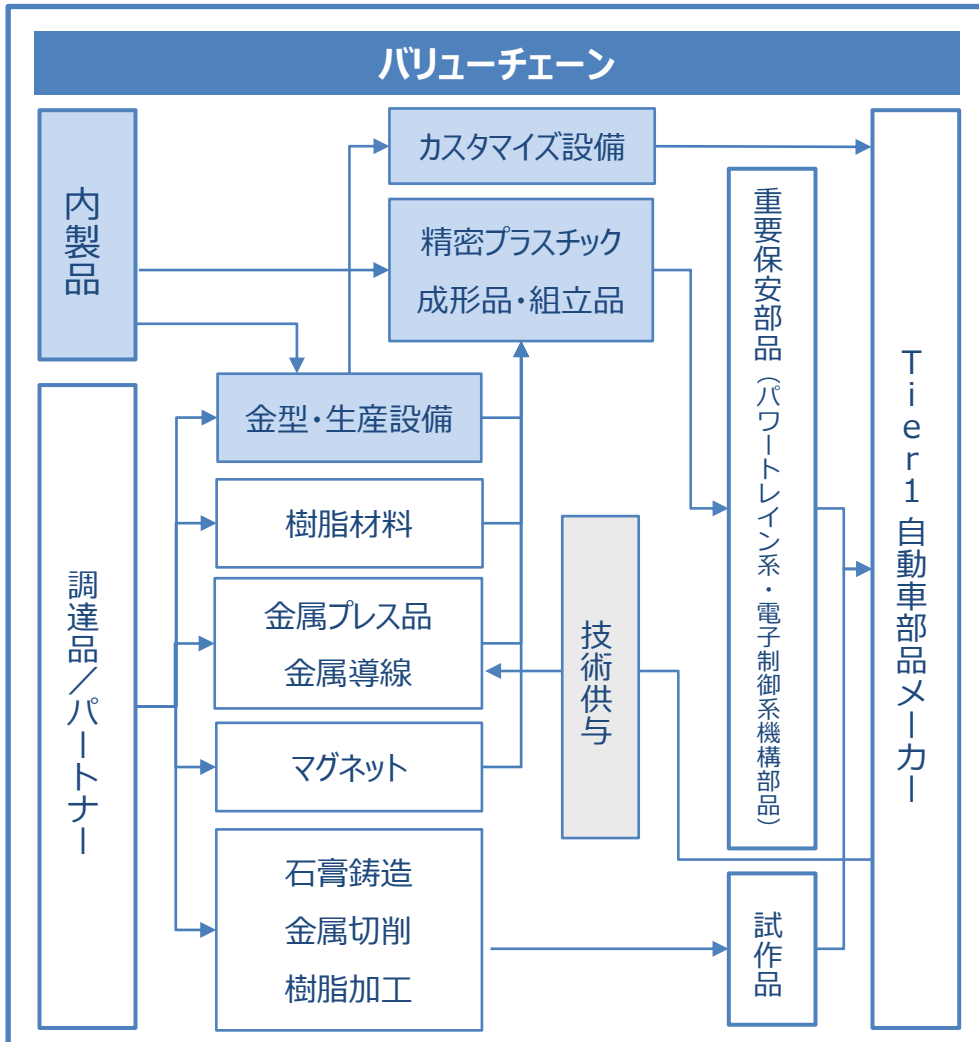 バリューチェーン
内製品
カスタマイズ設備
精密プラスチック
成形品・組立品
金型・生産設備
調達品／パートナー
樹脂材料
金属プレス品
金属導線
マグネット
石膏鋳造
金属切削
樹脂加工
技術供与
重要保安部品（パワートレイン系・電子制御系機構部品）
試作品
Tier1自動車部品メーカー